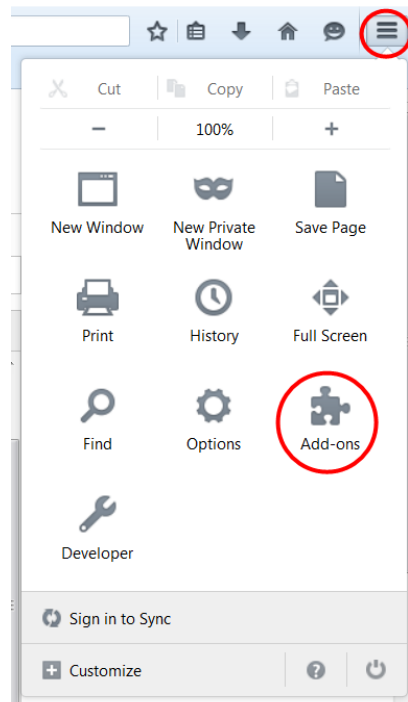 Cut Copy Paste
− 100% +
New Window New Private Window Save Page
Print History Full Screen
Find Options Add-ons
Developer
Sign in to Sync
Customize